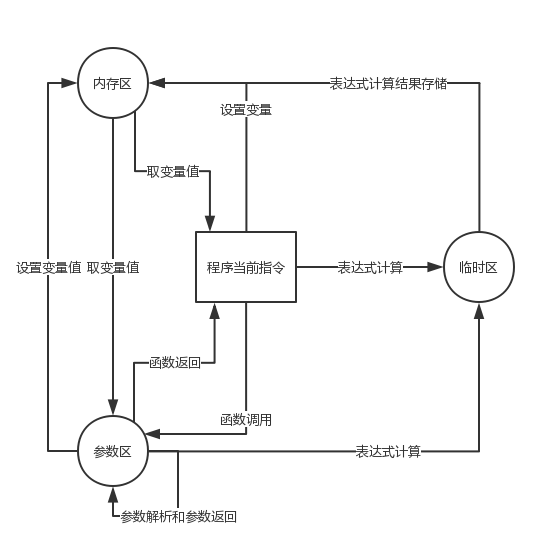 内存区
表达式计算结果存储
设置变量
取变量值
设置变量值
取变量值
程序当前指令
表达式计算
临时区
函数返回
函数调用
参数区
表达式计算
参数解析和参数返回